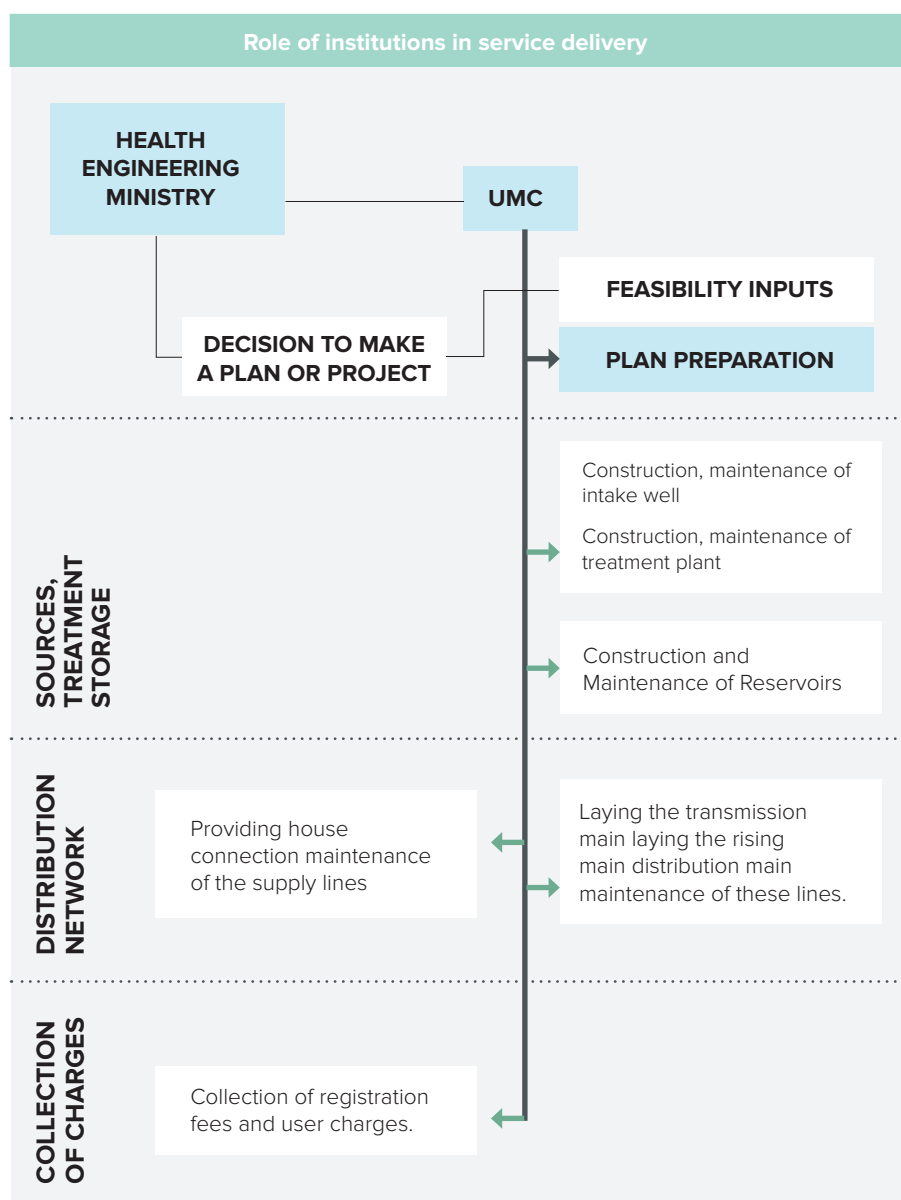 Role of institutions in service delivery
HEALTH
ENGINEERING
MINISTRY
UMC
FEASIBILITY INPUTS
DECISION TO MAKE
A PLAN OR PROJECT
PLAN PREPARATION
SOURCES,
TREATMENT
STORAGE
Construction, maintenance of
intake well
Construction, maintenance of
treatment plant
Construction and
Maintenance of Reservoirs
DISTRIBUTION
NETWORK
Providing house
connection maintenance
of the supply lines
Laying the transmission
main laying the rising
main distribution main
maintenance of these lines.
COLLECTION
OF CHARGES
Collection of registration
fees and user charges.